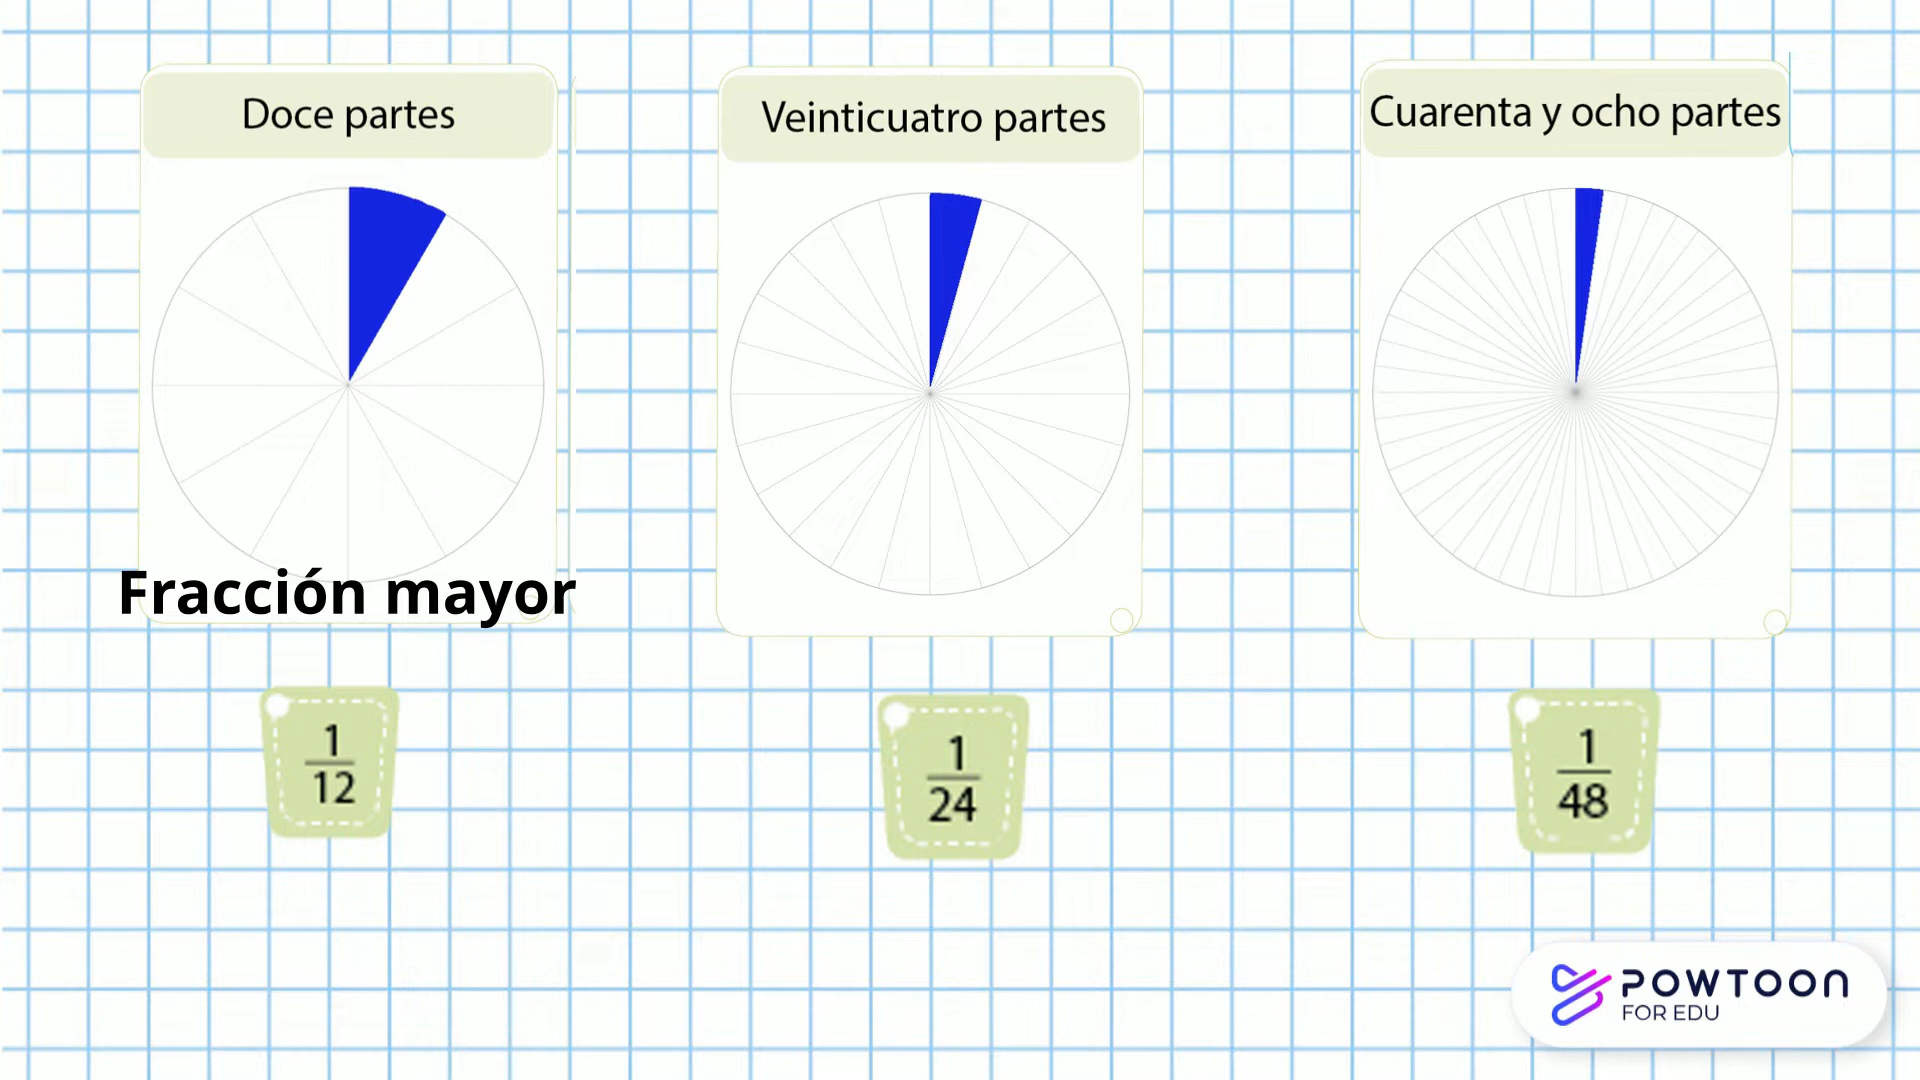 Doce partes
Veinticuatro partes
Cuarenta y ocho partes
Fracción mayor
1
12
1
24
1
48
POWTOON
FOR EDU